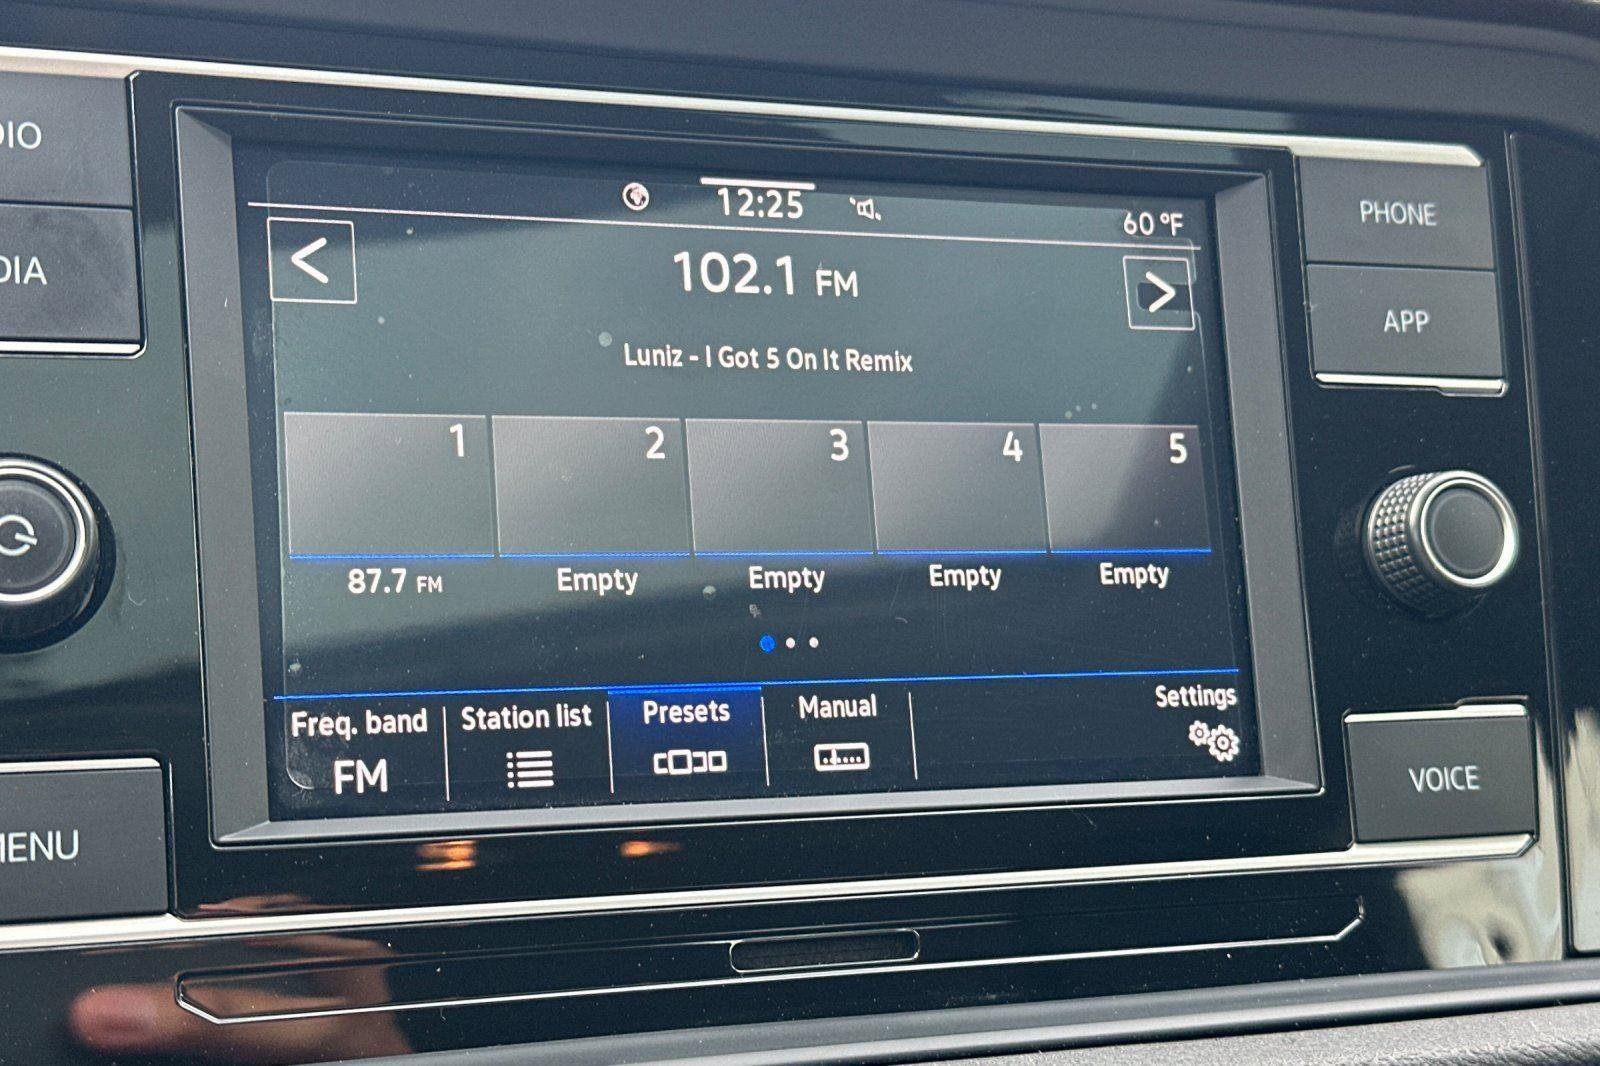 DIO
DIA
MENU
12:25
60 °F
<
102.1 FM
>
Luniz - I Got 5 On It Remix
1
2
3
4
5
87.7 FM
Empty
Empty
Empty
Empty
Freq. band
FM
Station list
Presets
Manual
Settings
PHONE
APP
VOICE